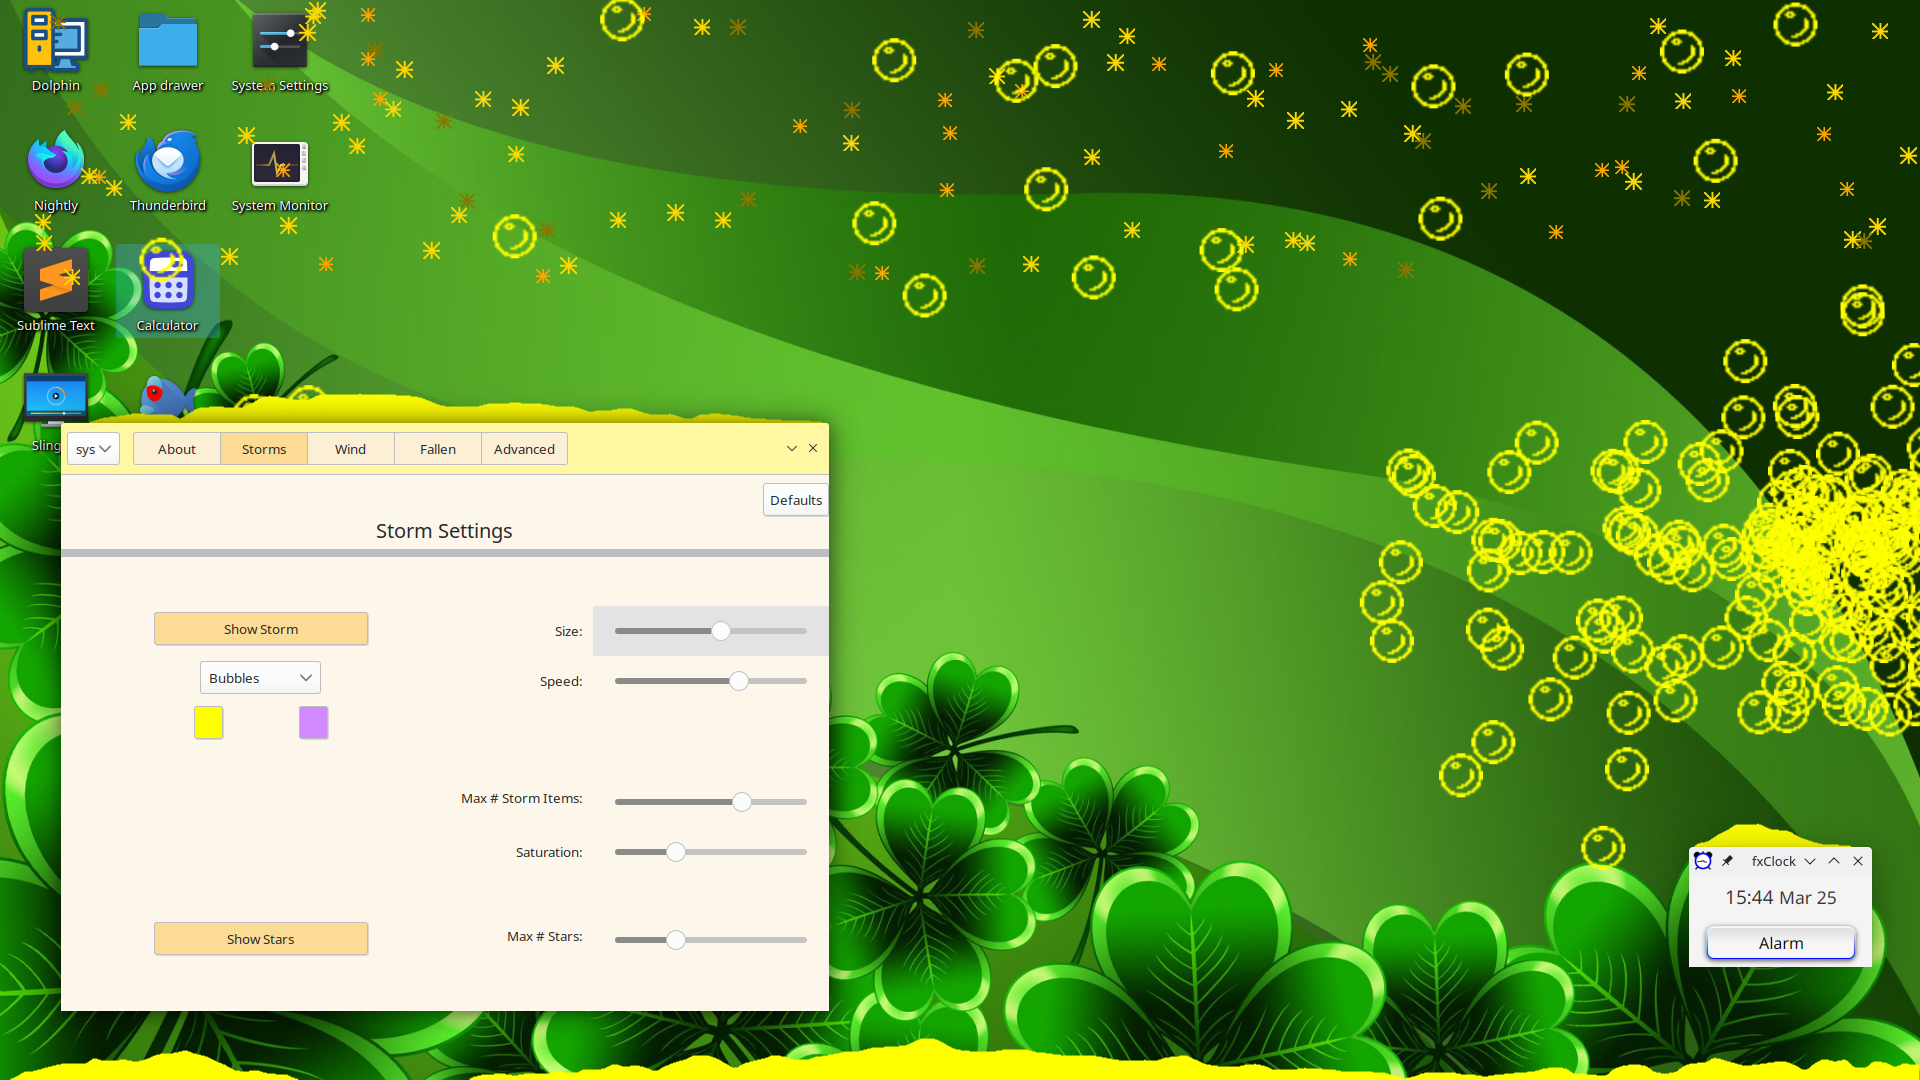 Dolphin
App drawer
System Settings
Nightly
Thunderbird
System Monitor
Sublime Text
Calculator
Sling
sys
About
Storms
Wind
Fallen
Advanced
Defaults
Storm Settings
Show Storm
Size:
Bubbles
Speed:
Max # Storm Items:
Saturation:
Show Stars
Max # Stars:
fxClock
15:44 Mar 25
Alarm